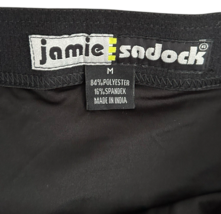 jamie sadock®
M
84% POLYESTER
16% SPANDEX
MADE IN INDIA